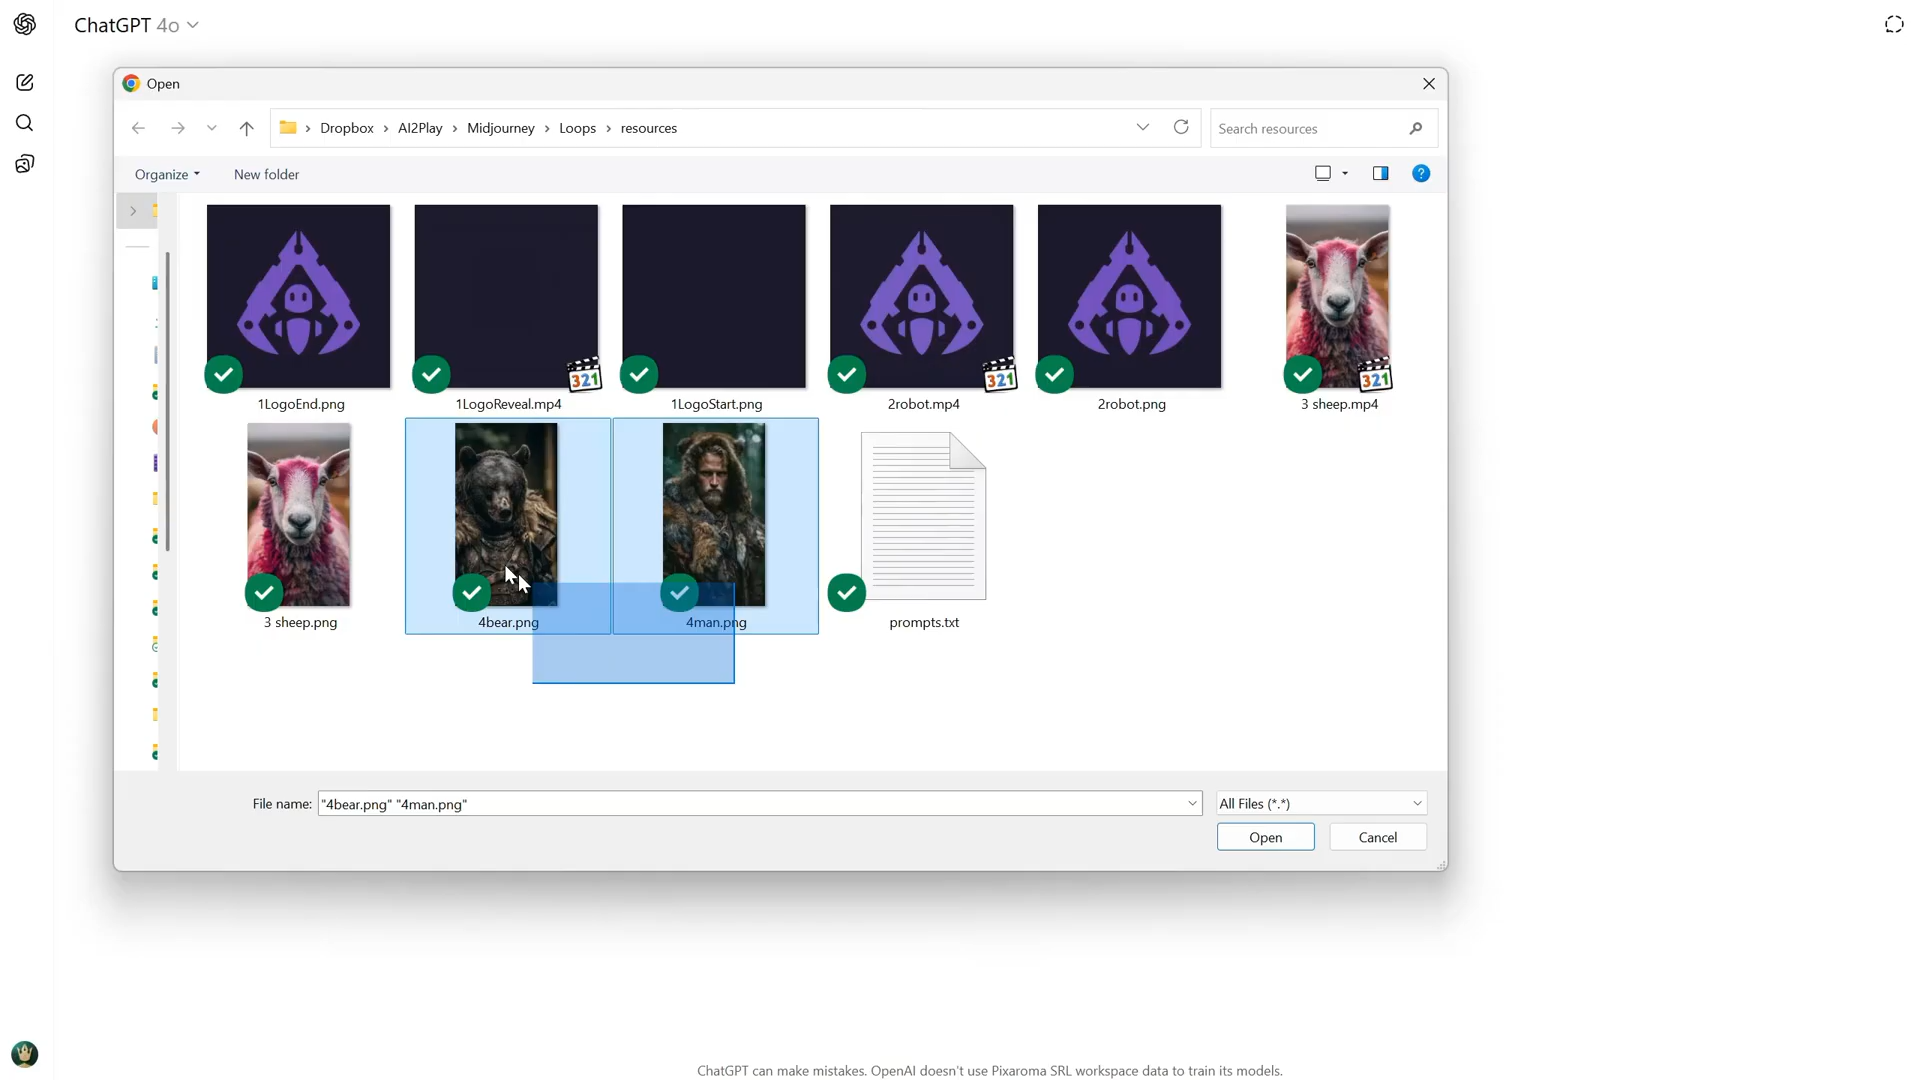 ChatGPT 4o
Open
Dropbox > AI2Play > Midjourney > Loops > resources
Search resources
Organize
New folder
?
1LogoEnd.png
1LogoReveal.mp4
1LogoStart.png
2robot.mp4
2robot.png
3 sheep.mp4
321
321
321
3 sheep.png
4bear.png
4man.png
prompts.txt
File name: "4bear.png" "4man.png"
All Files (*.*)
Open
Cancel
ChatGPT can make mistakes. OpenAI doesn't use Pixaroma SRL workspace data to train its models.